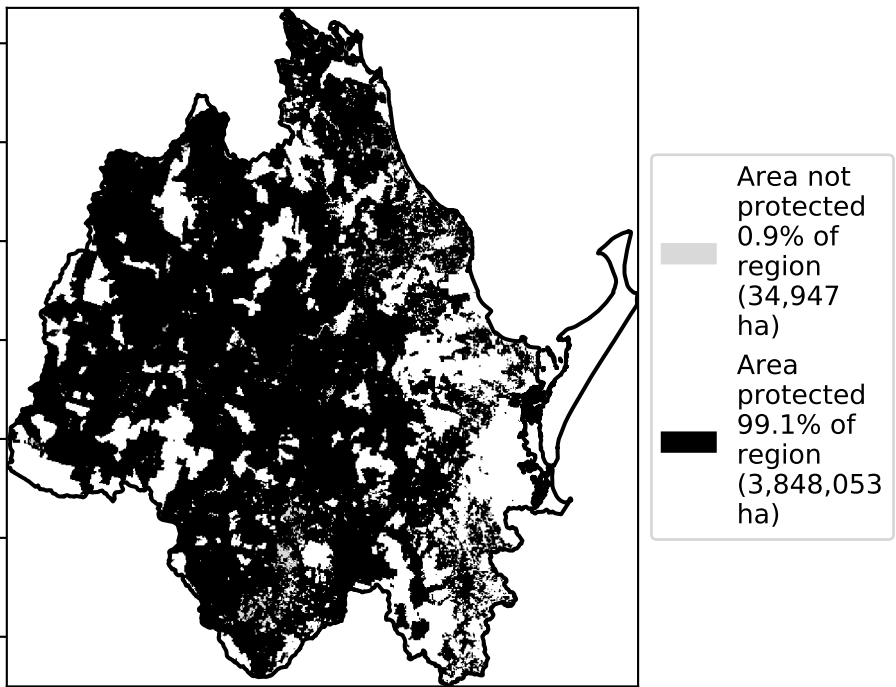 Area not
protected
0.9% of
region
(34,947
ha)
Area
protected
99.1% of
region
(3,848,053
ha)